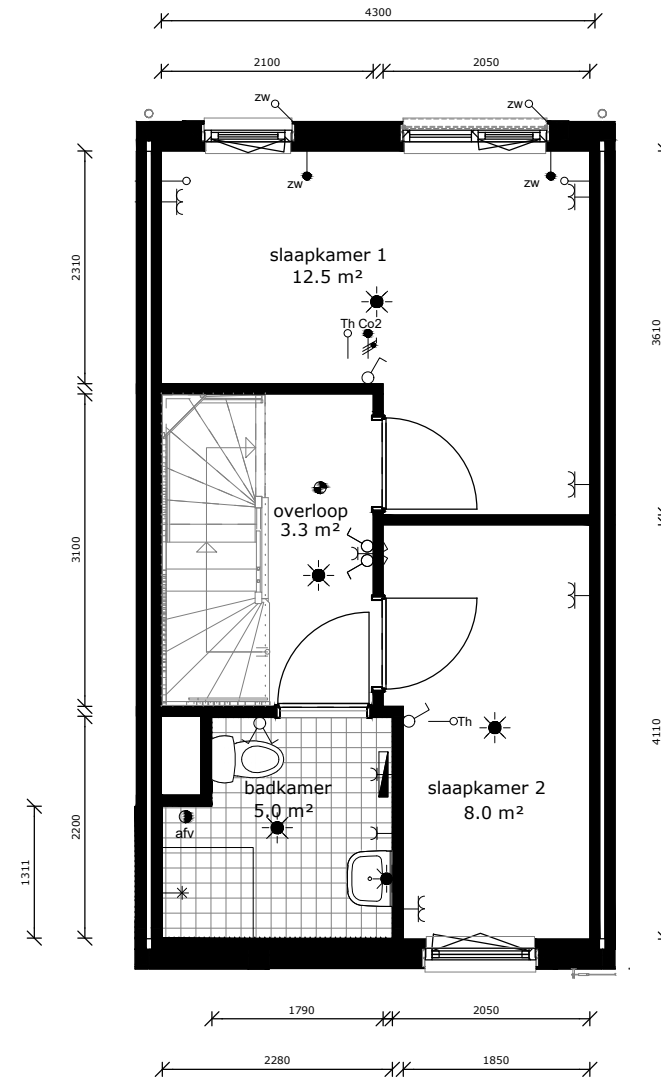 4300
2100
2050
zw
zw
zw
zw
2310
slaapkamer 1
12.5 m²
3610
Th Co2
overloop
3.3 m²
3100
Th
4110
badkamer
5.0 m²
slaapkamer 2
8.0 m²
2200
afv
1311
1790
2050
2280
1850